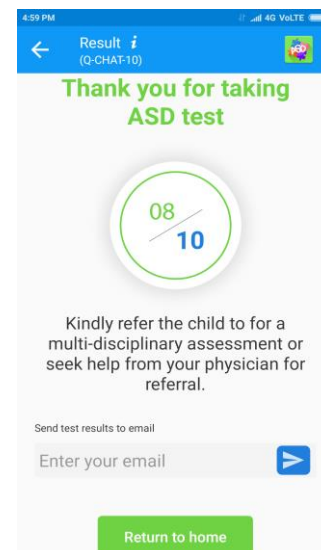 4:59 PM 4G VoLTE
Result i
(Q-CHAT-10)
Thank you for taking
ASD test
08
10
Kindly refer the child to for a
multi-disciplinary assessment or
seek help from your physician for
referral.
Send test results to email
Enter your email
Return to home